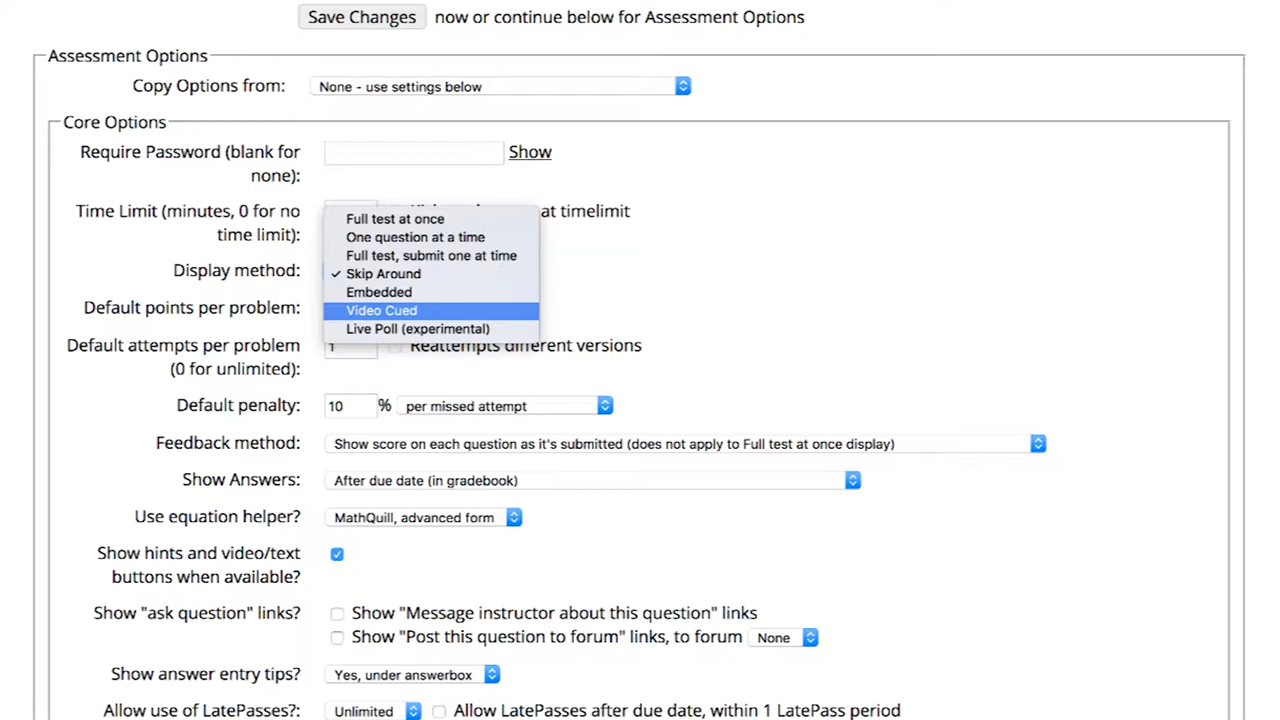 Save Changes now or continue below for Assessment Options
Assessment Options
Copy Options from: None - use settings below
Core Options
Require Password (blank for
none):
Show
Time Limit (minutes, 0 for no
time limit):
at timelimit
Display method:
Full test at once
One question at a time
Full test, submit one at time
✓ Skip Around
Embedded
Video Cued
Live Poll (experimental)
Default points per problem:
Default attempts per problem
(0 for unlimited):
1 Reattempts different versions
Default penalty: 10 % per missed attempt
Feedback method: Show score on each question as it's submitted (does not apply to Full test at once display)
Show Answers: After due date (in gradebook)
Use equation helper? MathQuill, advanced form
Show hints and video/text
buttons when available?
Show "ask question" links? Show "Message instructor about this question" links
Show "Post this question to forum" links, to forum None
Show answer entry tips? Yes, under answerbox
Allow use of LatePasses?: Unlimited Allow LatePasses after due date, within 1 LatePass period